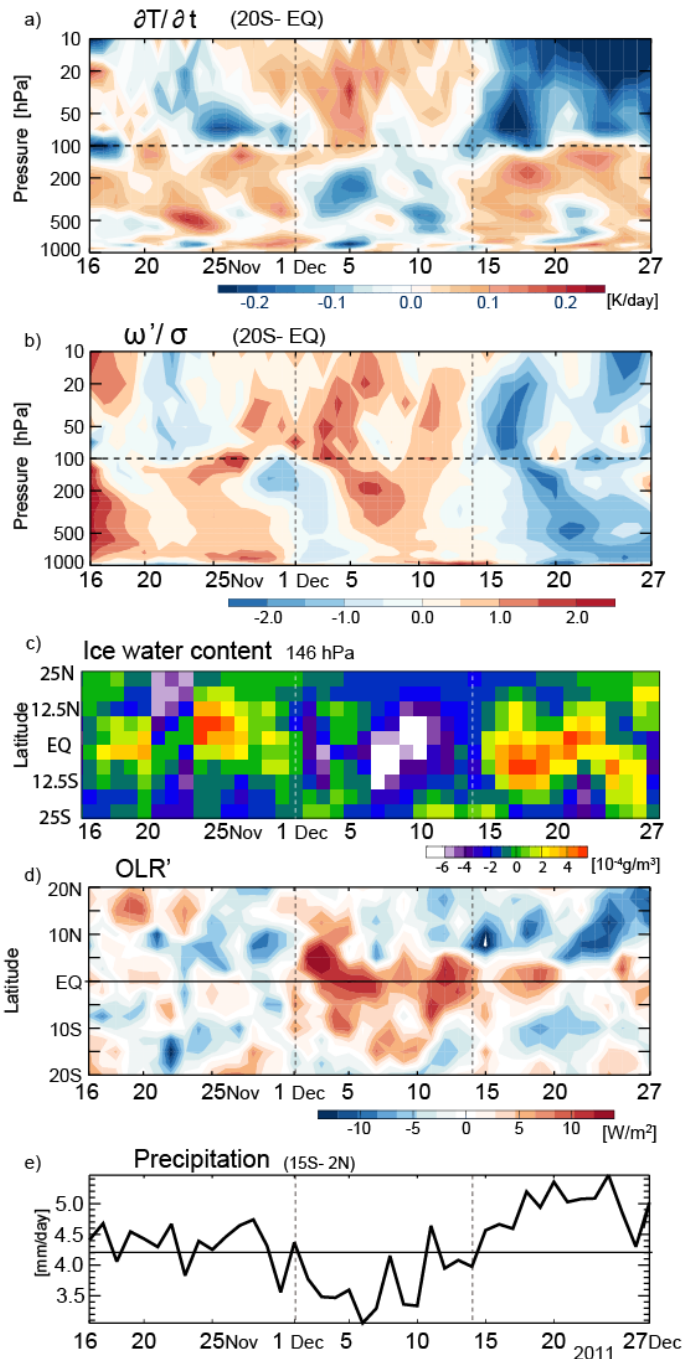 a) ∂T/∂t (20S- EQ)
Pressure [hPa]
10
20
50
100
200
500
1000
16 20 25Nov 1 Dec 5 10 15 20 27
-0.2 -0.1 0.0 0.1 0.2 [K/day]
b) ω'/σ (20S- EQ)
Pressure [hPa]
10
20
50
100
200
500
1000
16 20 25Nov 1 Dec 5 10 15 20 27
-2.0 -1.0 0.0 1.0 2.0
c) Ice water content 146 hPa
Latitude
25N
12.5N
EQ
12.5S
25S
16 20 25Nov 1 Dec 5 10 15 20 27
-6 -4 -2 0 2 4 [10⁻⁴g/m³]
d) OLR'
Latitude
20N
10N
EQ
10S
20S
16 20 25Nov 1 Dec 5 10 15 20 27
-10 -5 0 5 10 [W/m²]
e) Precipitation (15S- 2N)
[mm/day]
5.0
4.5
4.0
3.5
16 20 25Nov 1 Dec 5 10 15 20 27Dec
2011